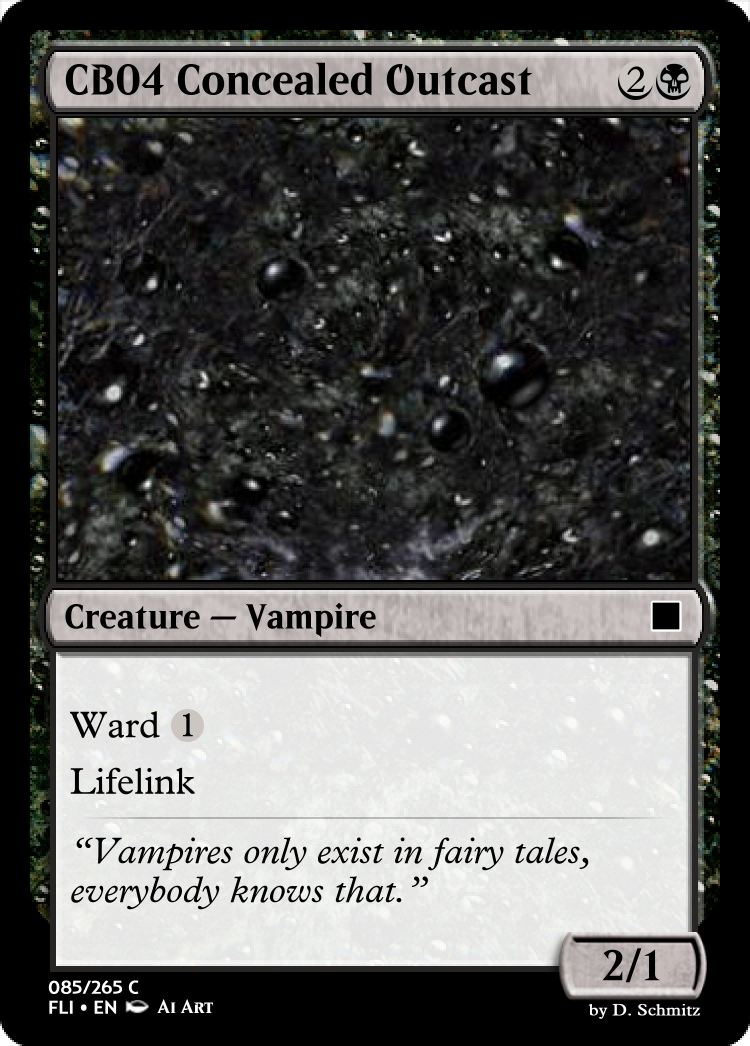 CB04 Concealed Outcast 2
Creature — Vampire
Ward 1
Lifelink
“Vampires only exist in fairy tales,
everybody knows that.”
2/1
085/265 C
FLI • EN AI ART
by D. Schmitz